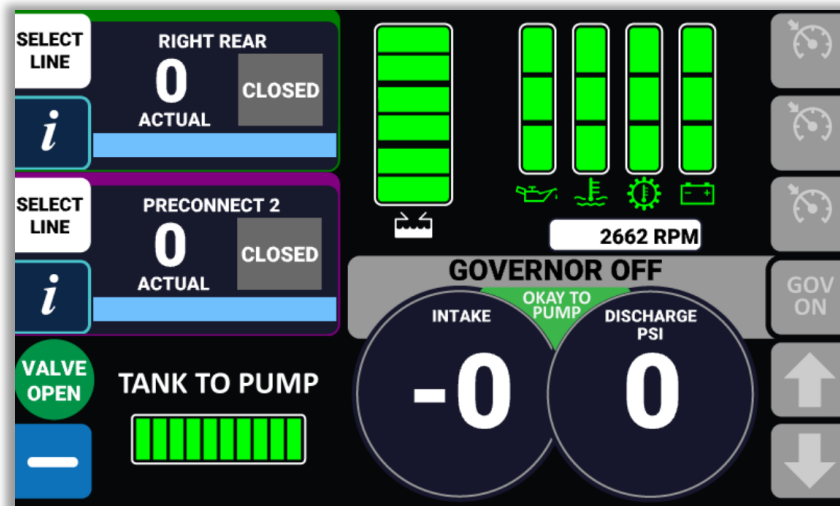 SELECT
LINE
RIGHT REAR
0
ACTUAL
CLOSED
i
SELECT
LINE
PRECONNECT 2
0
ACTUAL
CLOSED
i
VALVE
OPEN
TANK TO PUMP
2662 RPM
GOVERNOR OFF
OKAY TO
PUMP
INTAKE
-0
DISCHARGE
PSI
0
GOV
ON